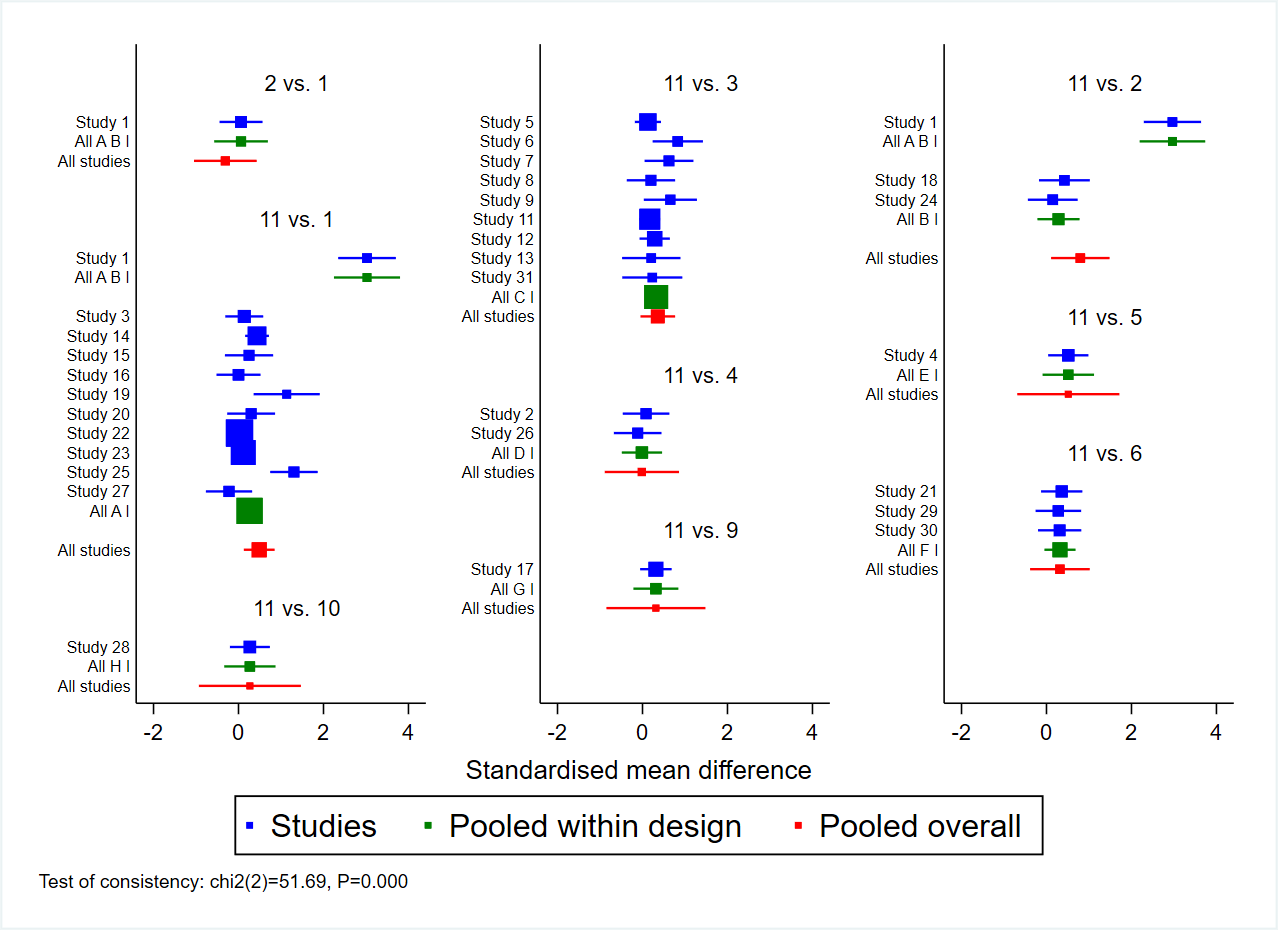 2 vs. 1
Study 1
All A B I
All studies
11 vs. 1
Study 1
All A B I
Study 3
Study 14
Study 15
Study 16
Study 19
Study 20
Study 22
Study 23
Study 25
Study 27
All A I
All studies
11 vs. 10
Study 28
All H I
All studies
-2 0 2 4
11 vs. 3
Study 5
Study 6
Study 7
Study 8
Study 9
Study 11
Study 12
Study 13
Study 31
All C I
All studies
11 vs. 4
Study 2
Study 26
All D I
All studies
11 vs. 9
Study 17
All G I
All studies
-2 0 2 4
11 vs. 2
Study 1
All A B I
Study 18
Study 24
All B I
All studies
11 vs. 5
Study 4
All E I
All studies
11 vs. 6
Study 21
Study 29
Study 30
All F I
All studies
-2 0 2 4
Standardised mean difference
Studies Pooled within design Pooled overall
Test of consistency: chi2(2)=51.69, P=0.000